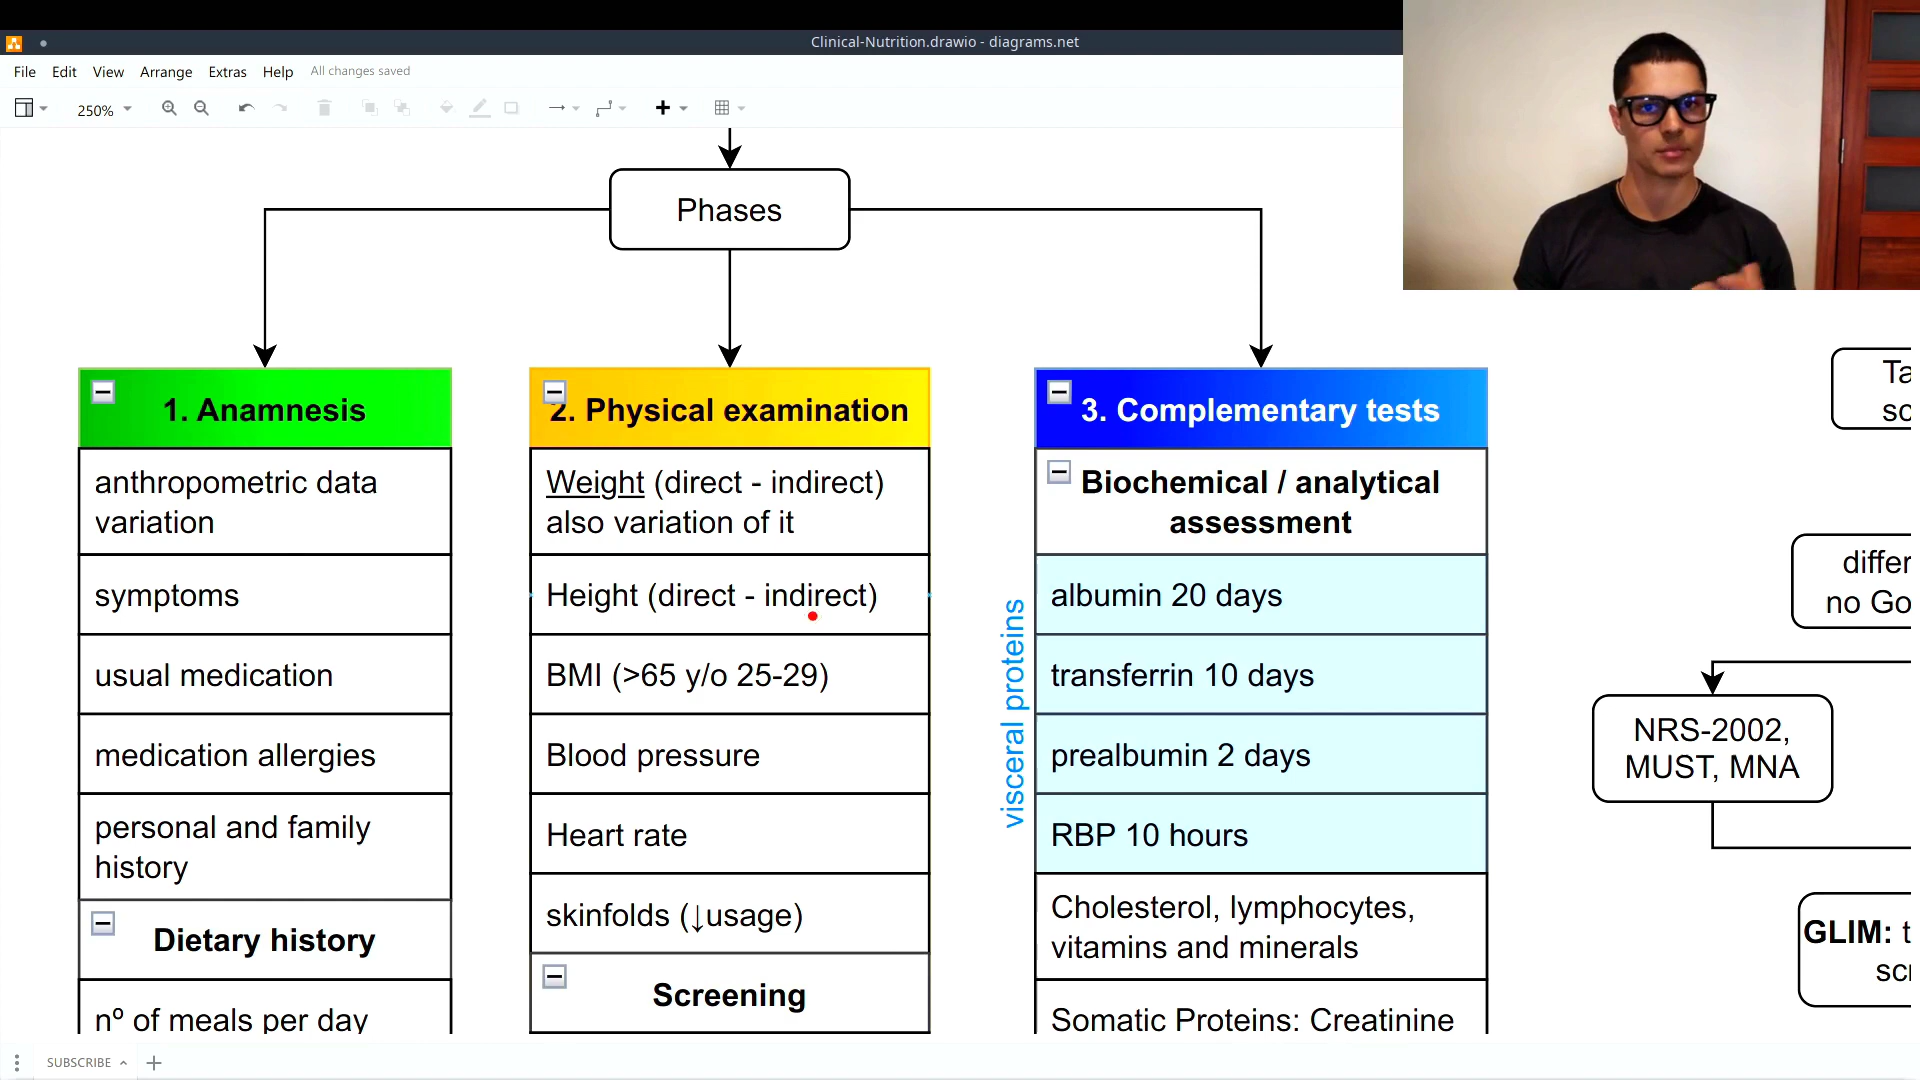 Clinical-Nutrition.drawio - diagrams.net
File Edit View Arrange Extras Help All changes saved
250%
Phases
1. Anamnesis
anthropometric data
variation
symptoms
usual medication
medication allergies
personal and family
history
Dietary history
nº of meals per day
2. Physical examination
Weight (direct - indirect)
also variation of it
Height (direct - indirect)
BMI (>65 y/o 25-29)
Blood pressure
Heart rate
skinfolds (↓usage)
Screening
visceral proteins
3. Complementary tests
Biochemical / analytical
assessment
albumin 20 days
transferrin 10 days
prealbumin 2 days
RBP 10 hours
Cholesterol, lymphocytes,
vitamins and minerals
Somatic Proteins: Creatinine
no Go
NRS-2002,
MUST, MNA
GLIM:
SUBSCRIBE